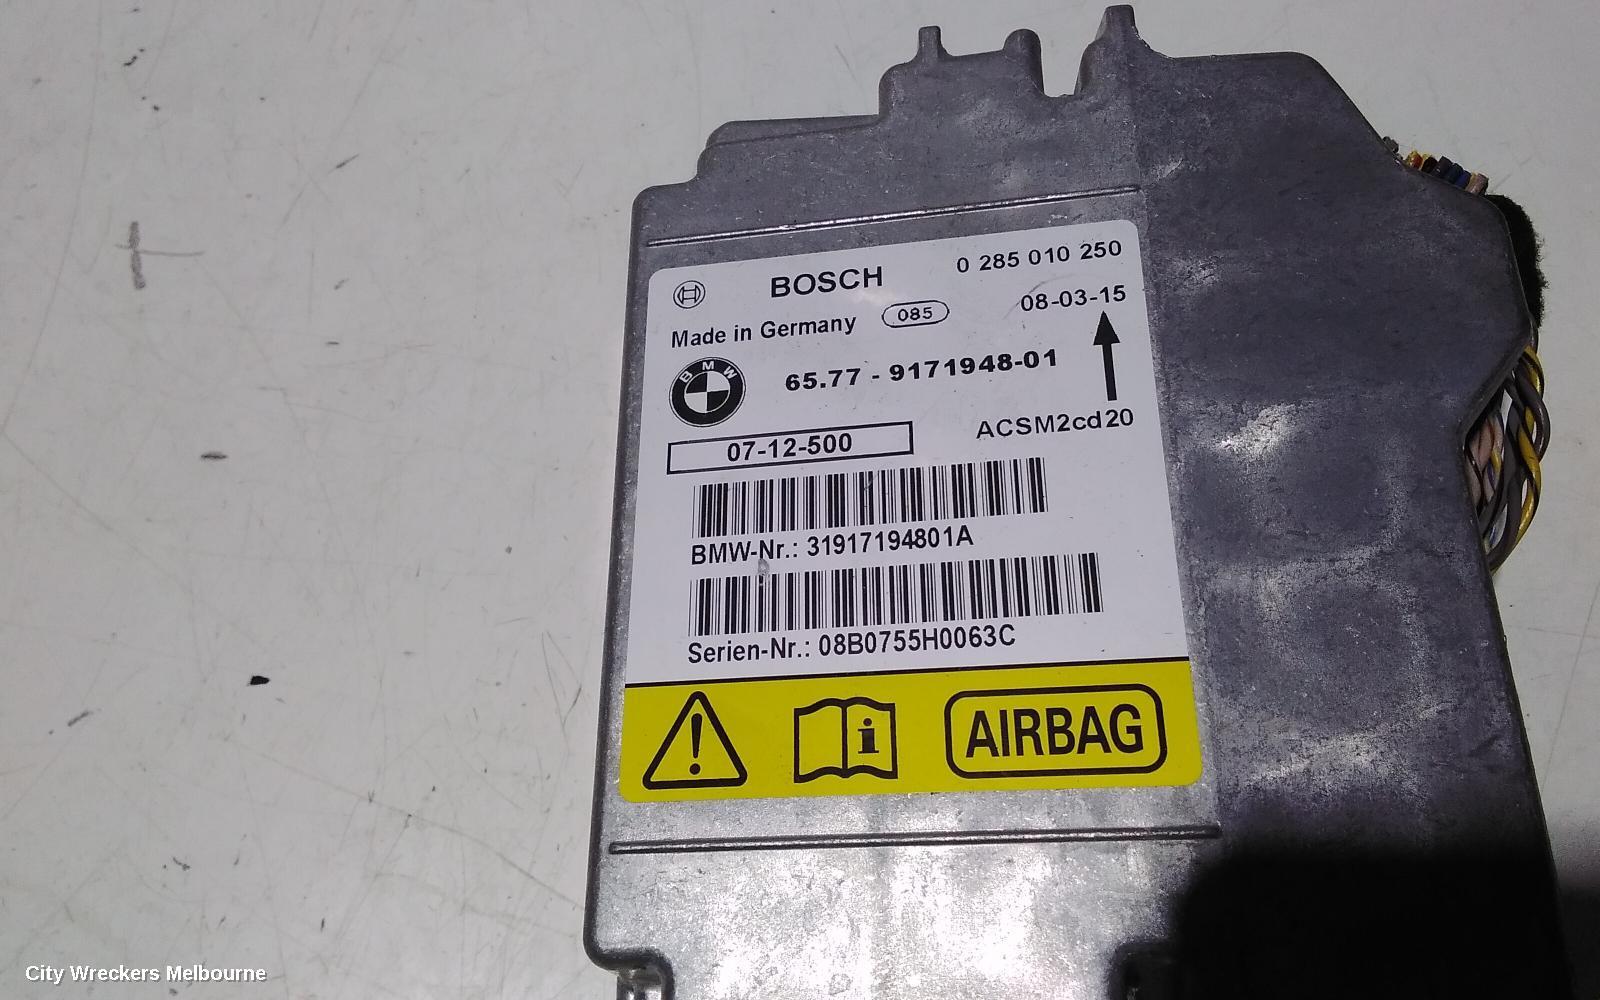 BOSCH 0 285 010 250
Made in Germany 085 08-03-15
BMW 65.77 - 9171948-01
07-12-500 ACSM2cd20
BMW-Nr.: 31917194801A
Serien-Nr.: 08B0755H0063C
AIRBAG
City Wreckers Melbourne